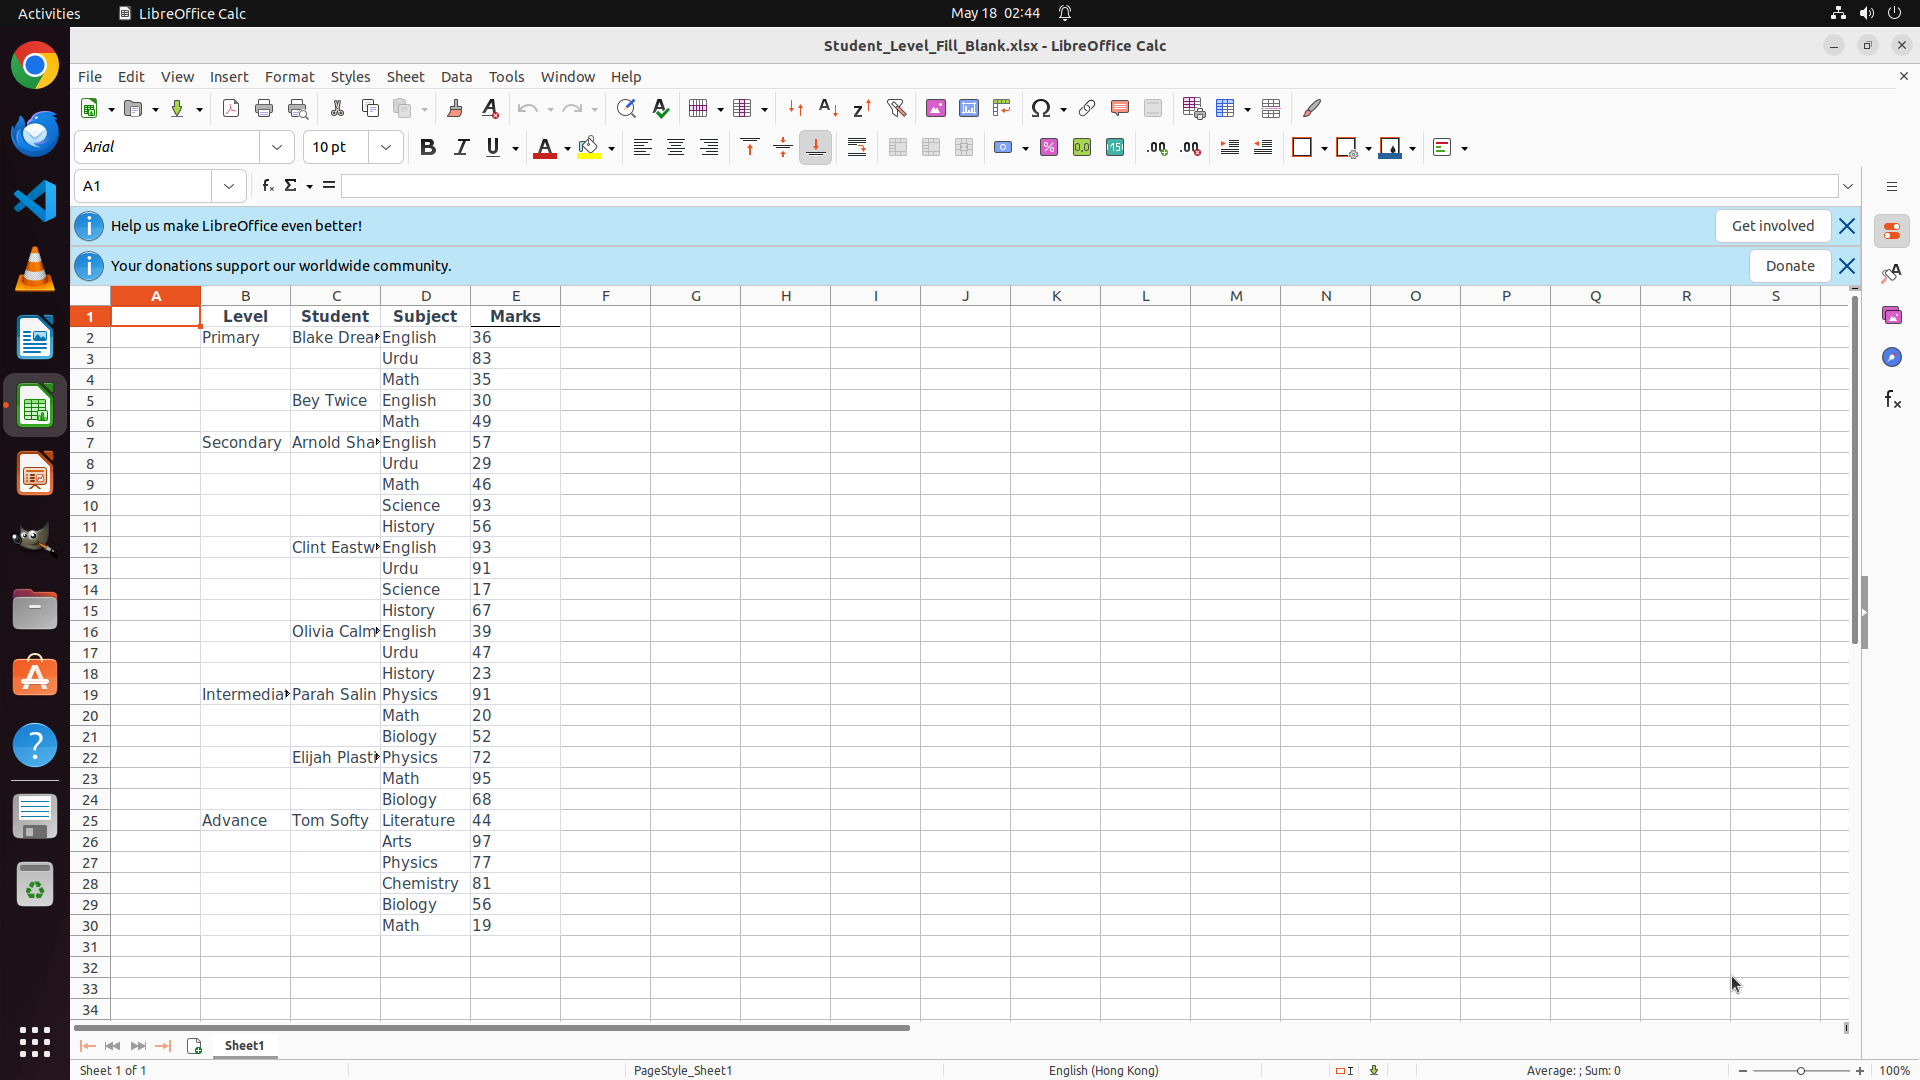 Activities
LibreOffice Calc
May 18 02:44
Student_Level_Fill_Blank.xlsx - LibreOffice Calc
File Edit View Insert Format Styles Sheet Data Tools Window Help
Arial
10 pt
A1
Help us make LibreOffice even better!
Get involved
Your donations support our worldwide community.
Donate
A B C D E F G H I J K L M N O P Q R S
1 Level Student Subject Marks
2 Primary Blake Drea English 36
3 Urdu 83
4 Math 35
5 Bey Twice English 30
6 Math 49
7 Secondary Arnold Sha English 57
8 Urdu 29
9 Math 46
10 Science 93
11 History 56
12 Clint Eastw English 93
13 Urdu 91
14 Science 17
15 History 67
16 Olivia Calm English 39
17 Urdu 47
18 History 23
19 Intermedia Parah Salin Physics 91
20 Math 20
21 Biology 52
22 Elijah Plasti Physics 72
23 Math 95
24 Biology 68
25 Advance Tom Softy Literature 44
26 Arts 97
27 Physics 77
28 Chemistry 81
29 Biology 56
30 Math 19
31
32
33
34
Sheet1
Sheet 1 of 1
PageStyle_Sheet1
English (Hong Kong)
Average: ; Sum: 0
100%